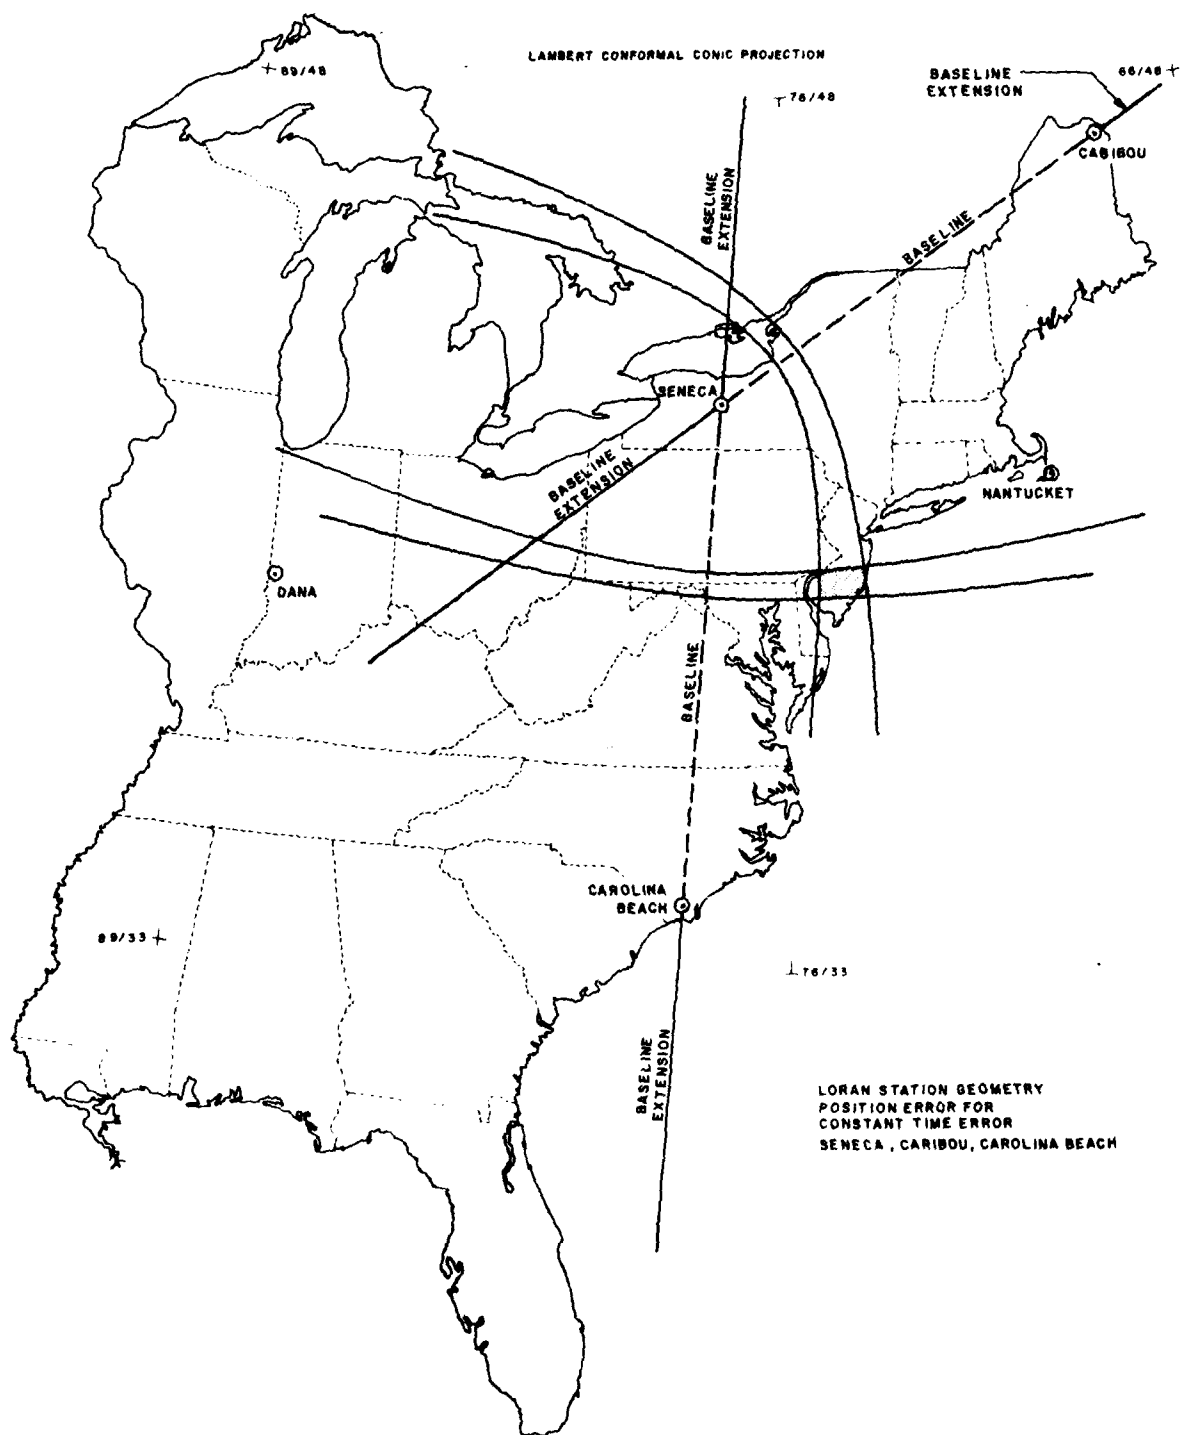 LAMBERT CONFORMAL CONIC PROJECTION
89/48
76/48
66/48
BASELINE
EXTENSION
CARIBOU
BASELINE
EXTENSION
BASELINE
SENECA
BASELINE
EXTENSION
NANTUCKET
DANA
BASELINE
CAROLINA
BEACH
89/33
76/33
BASELINE
EXTENSION
LORAN STATION GEOMETRY
POSITION ERROR FOR
CONSTANT TIME ERROR
SENECA, CARIBOU, CAROLINA BEACH